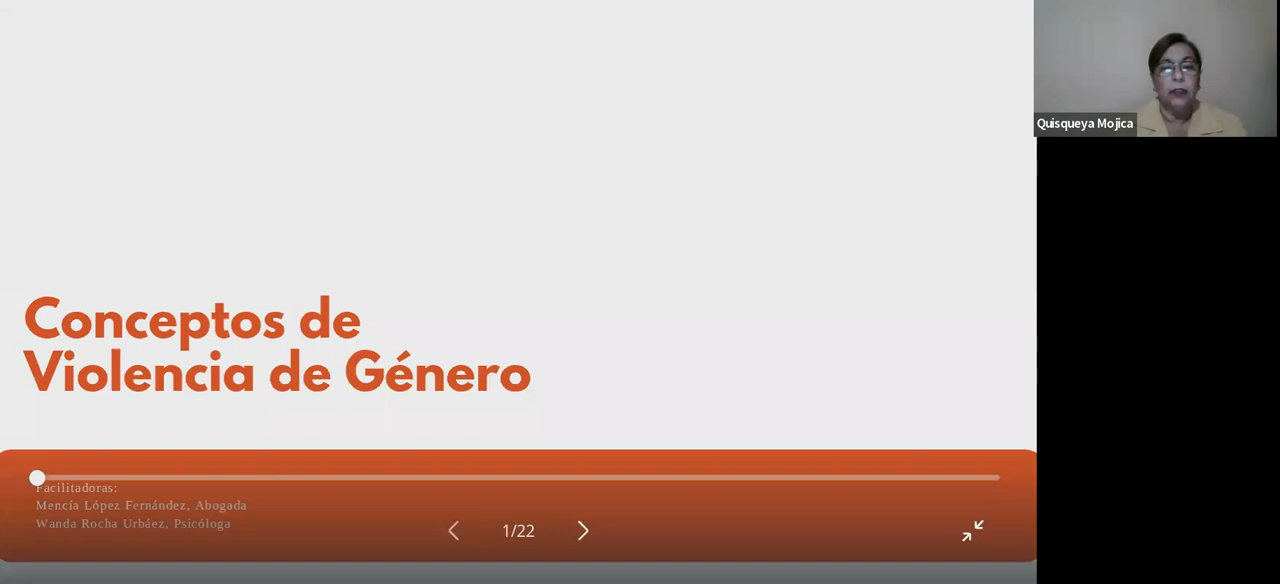 Conceptos de
Violencia de Género
Facilitadoras:
Mencía López Fernández, Abogada
Wanda Rocha Urbáez, Psicóloga
1/22
Quisqueya Mojica